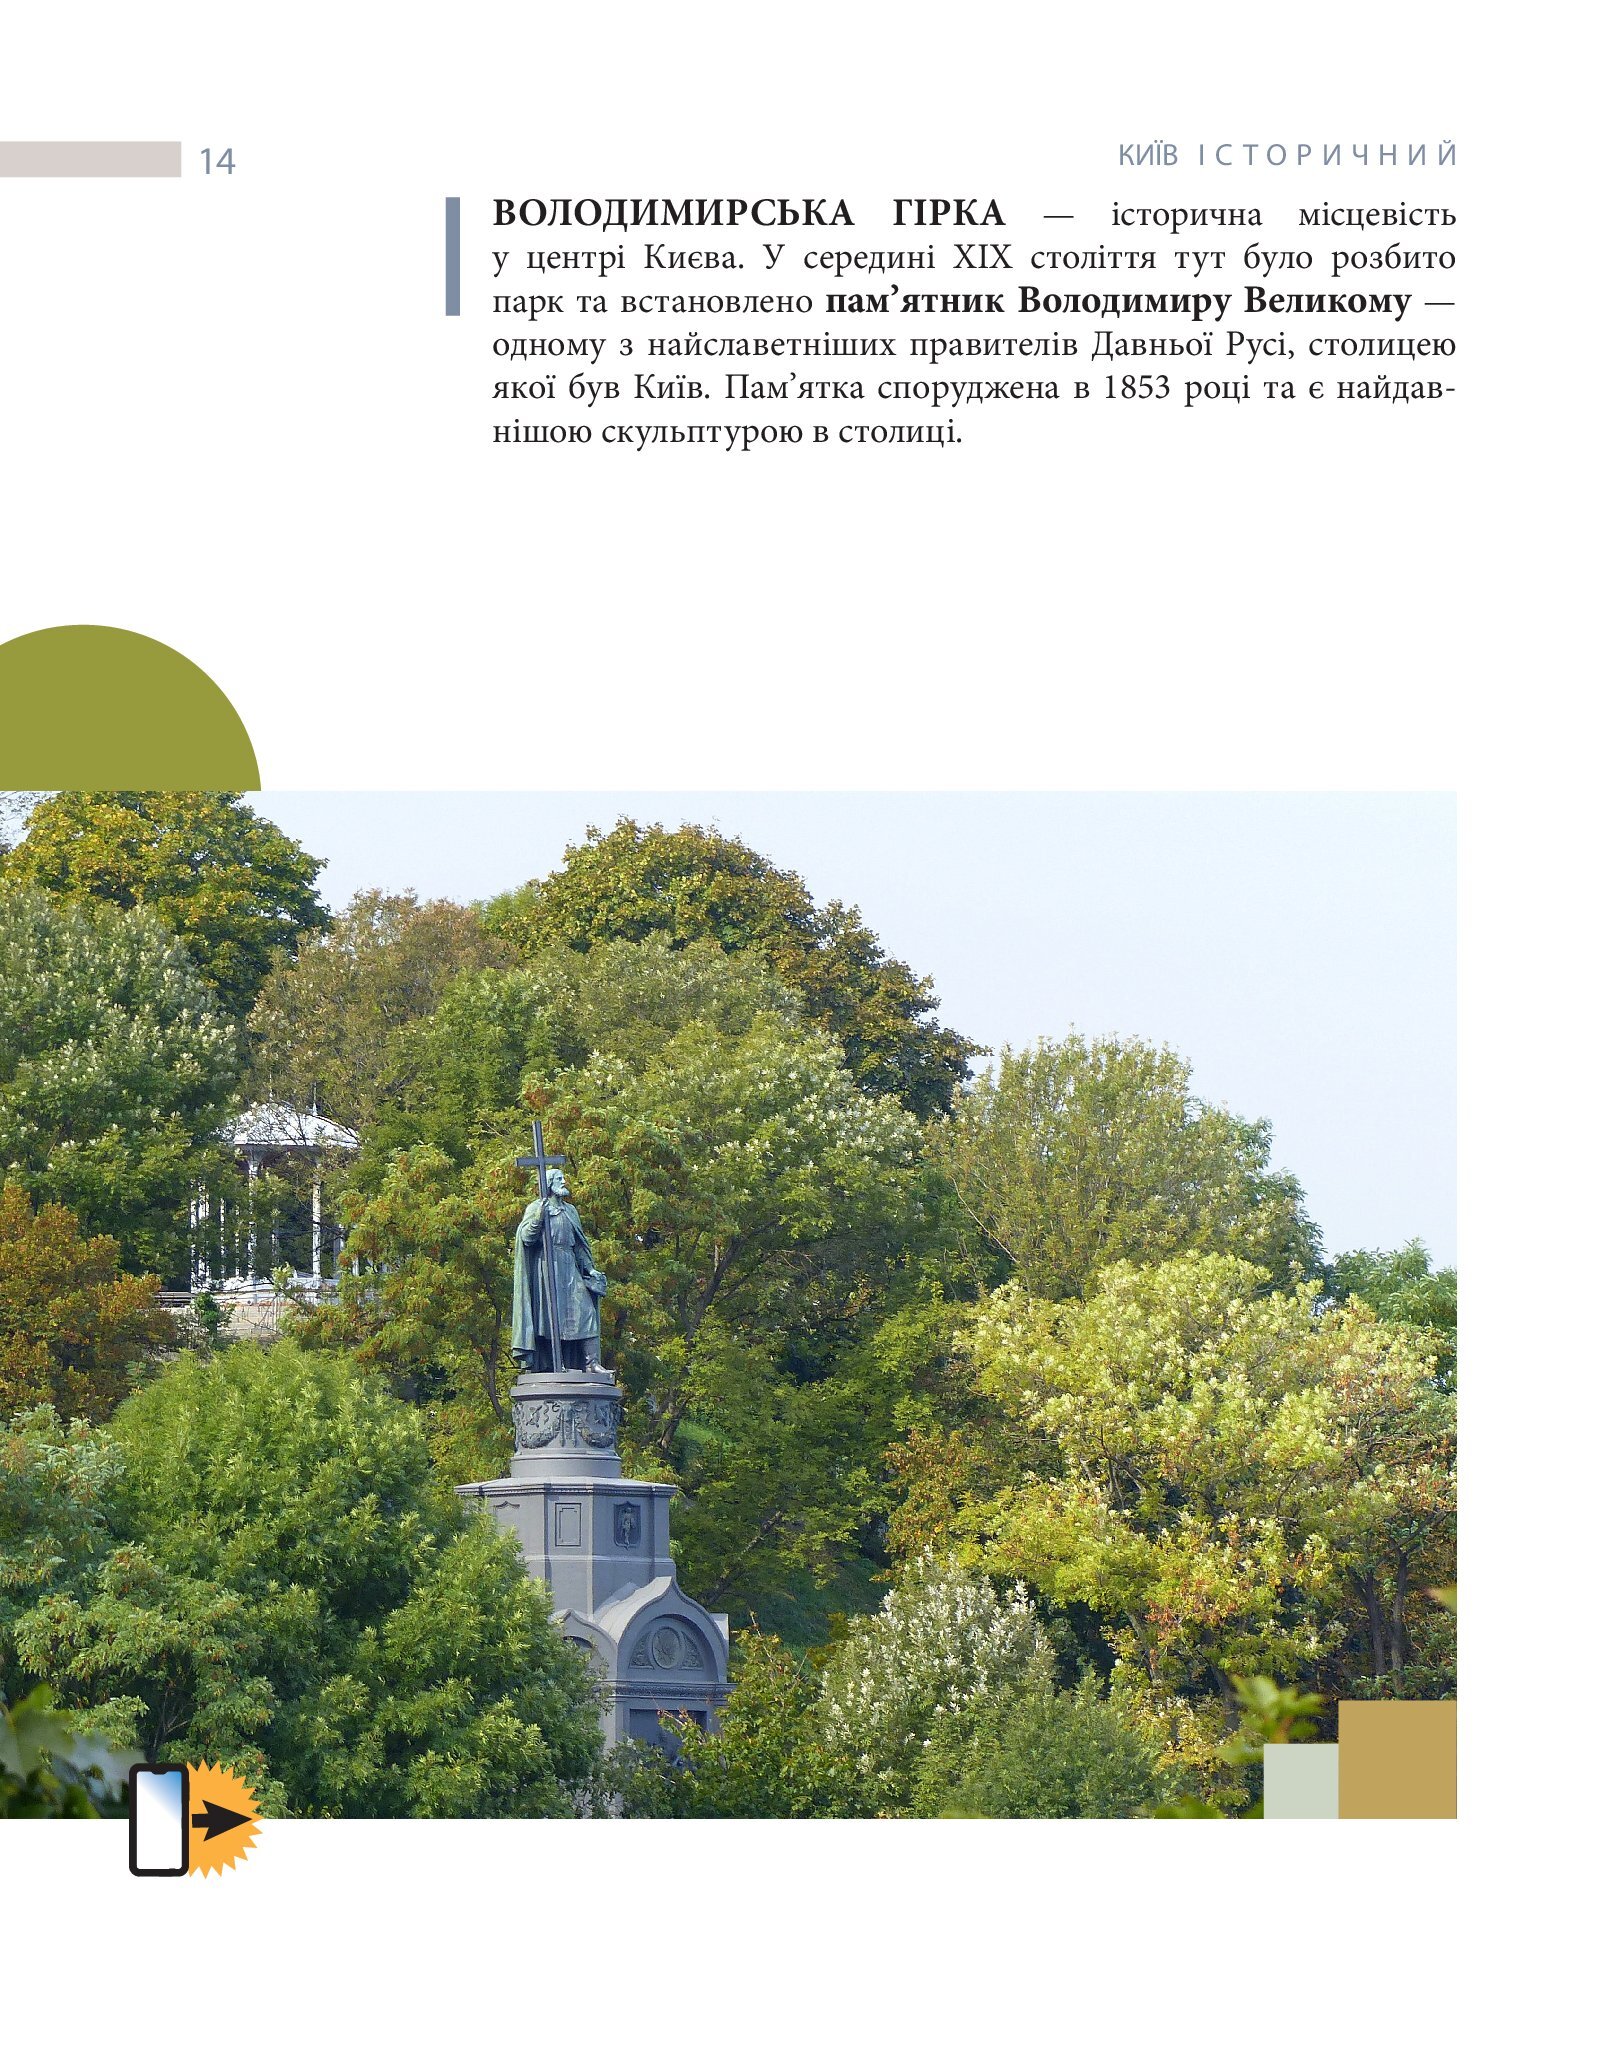 14
КИЇВ ІСТОРИЧНИЙ
ВОЛОДИМИРСЬКА ГІРКА — історична місцевість
у центрі Києва. У середині XIX століття тут було розбито
парк та встановлено пам’ятник Володимиру Великому —
одному з найславетніших правителів Давньої Русі, столицею
якої був Київ. Пам’ятка споруджена в 1853 році та є найдав-
нішою скульптурою в столиці.